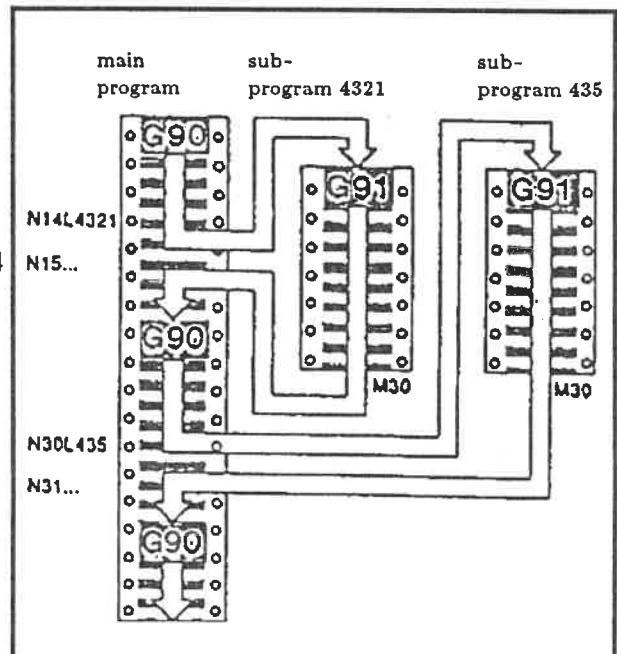 main sub- sub-
program program 4321 program 435
G90
G91 G91
N14L4321
4 N15...
G90
M30 M30
N30L435
N31...
G90